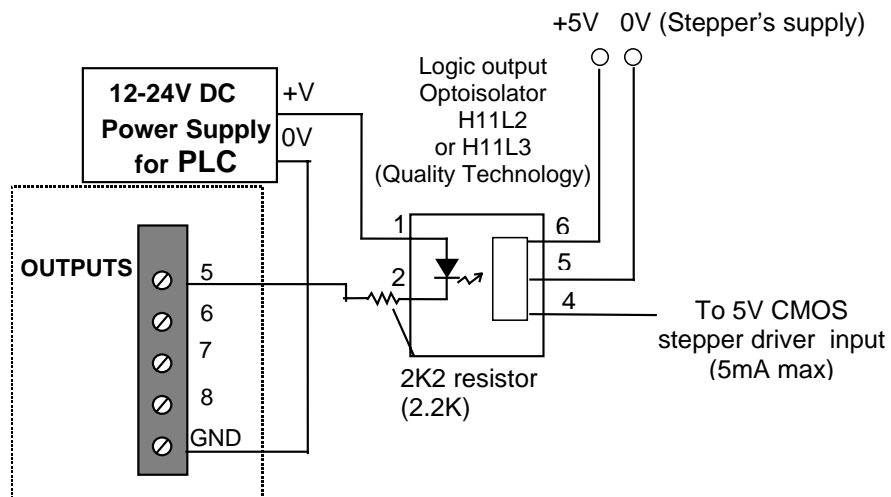 +5V 0V (Stepper's supply)
12-24V DC
Power Supply
for PLC
+V
0V
Logic output
Optoisolator
H11L2
or H11L3
(Quality Technology)
1
2
6
5
4
OUTPUTS
5
6
7
8
GND
2K2 resistor
(2.2K)
To 5V CMOS
stepper driver input
(5mA max)